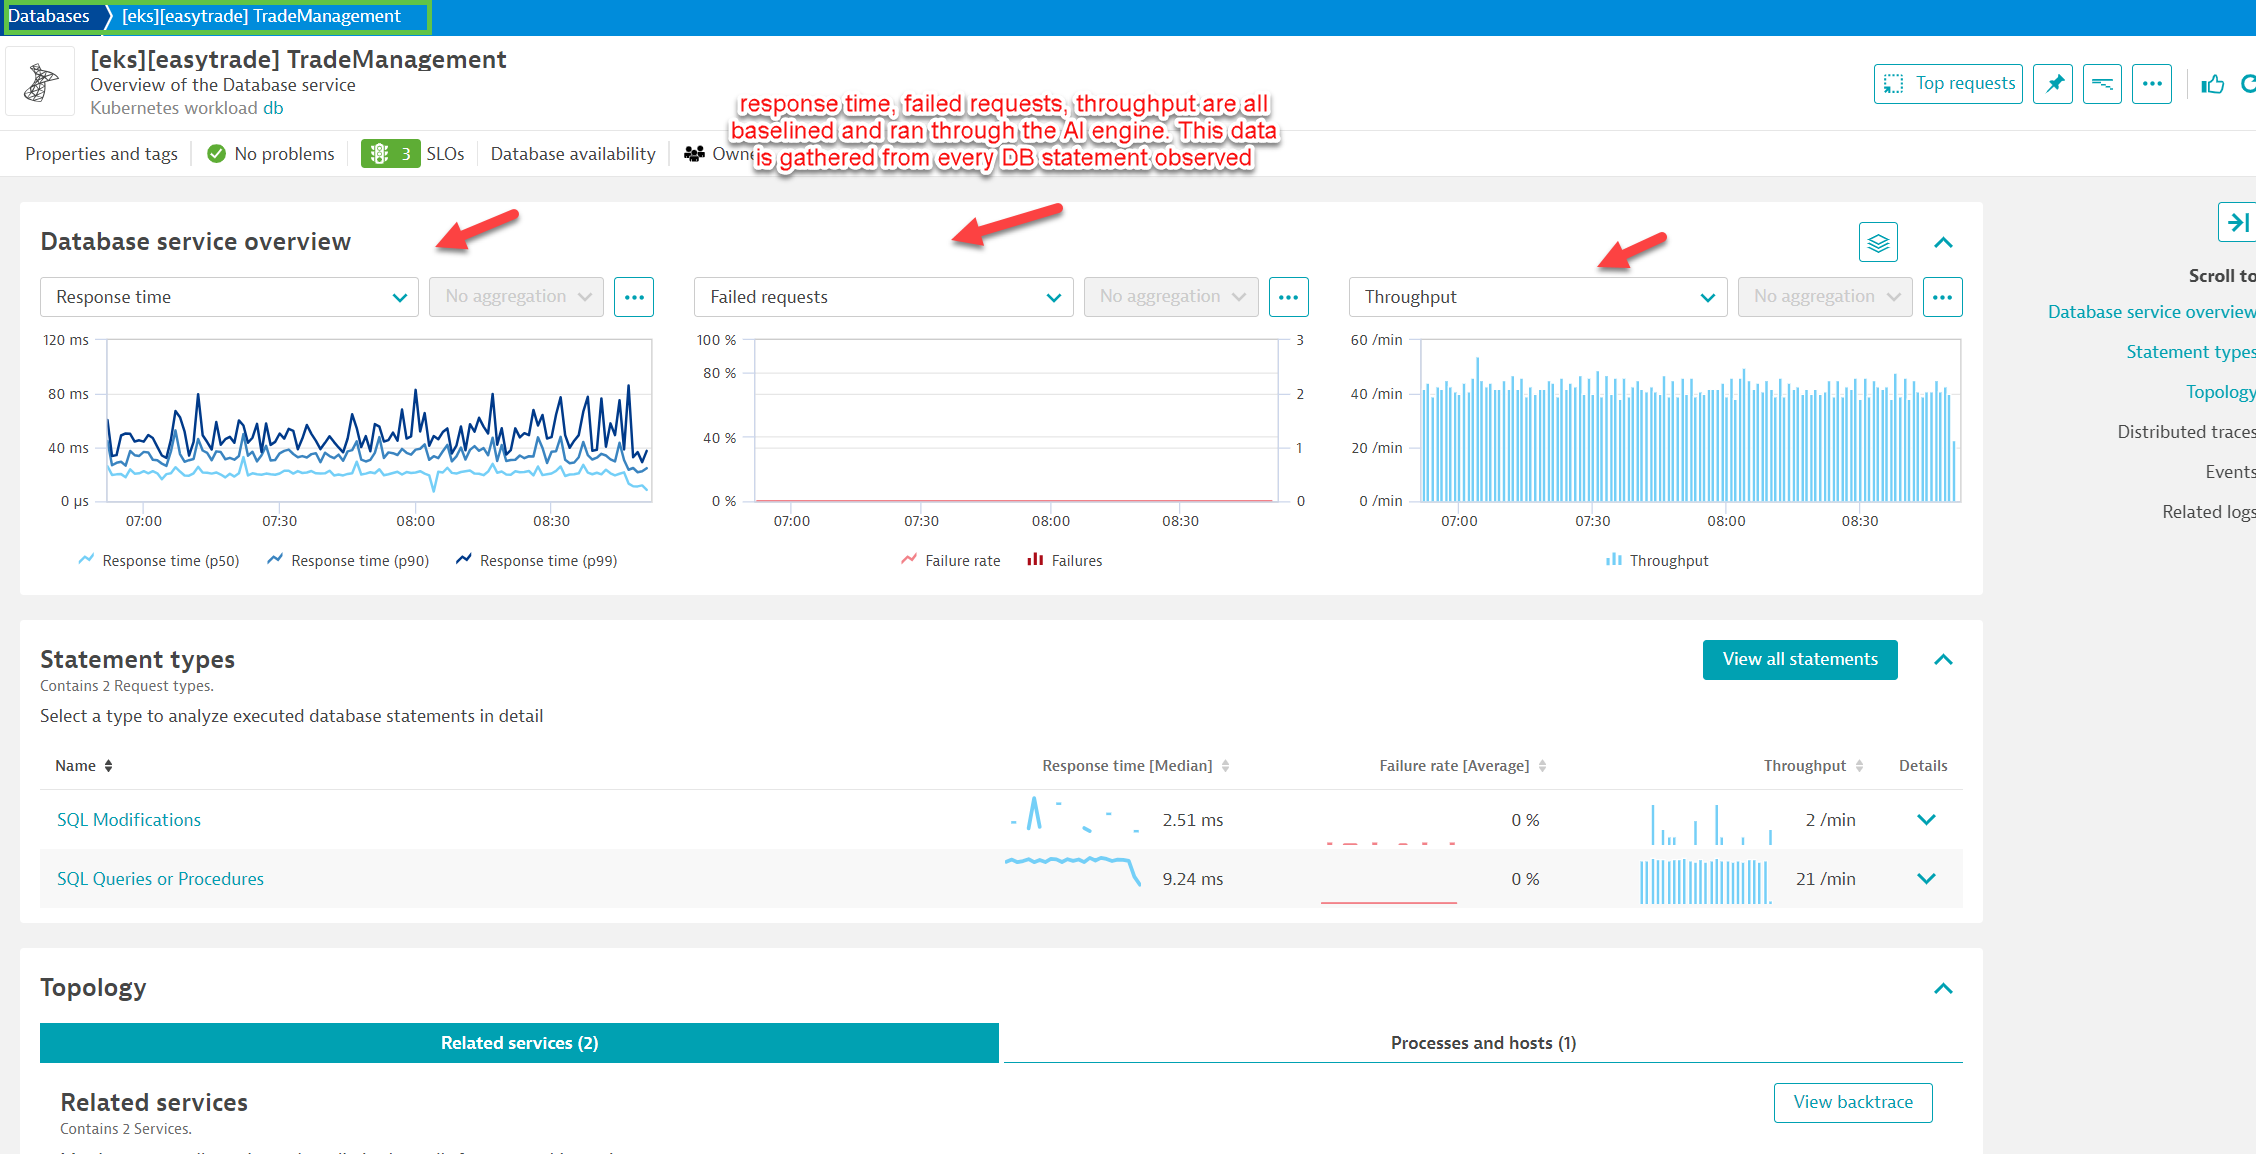 Databases
[eks][easytrade] TradeManagement
[eks][easytrade] TradeManagement
Overview of the Database service
Kubernetes workload db
Top requests
response time, failed requests, throughput are all
baselined and ran through the AI engine. This data
is gathered from every DB statement observed
Properties and tags
No problems
3 SLOs
Database availability
Database service overview
Response time
No aggregation
Failed requests
No aggregation
Throughput
No aggregation
120 ms
80 ms
40 ms
0 µs
07:00
07:30
08:00
08:30
Response time (p50)
Response time (p90)
Response time (p99)
100 %
80 %
40 %
0 %
3
2
1
0
07:00
07:30
08:00
08:30
Failure rate
Failures
60 /min
40 /min
20 /min
0 /min
07:00
07:30
08:00
08:30
Throughput
Scroll to
Database service overview
Statement types
Topology
Distributed traces
Events
Related logs
Statement types
Contains 2 Request types.
View all statements
Select a type to analyze executed database statements in detail
Name
Response time [Median]
Failure rate [Average]
Throughput
Details
SQL Modifications
2.51 ms
0 %
2 /min
SQL Queries or Procedures
9.24 ms
0 %
21 /min
Topology
Related services (2)
Processes and hosts (1)
Related services
Contains 2 Services.
View backtrace